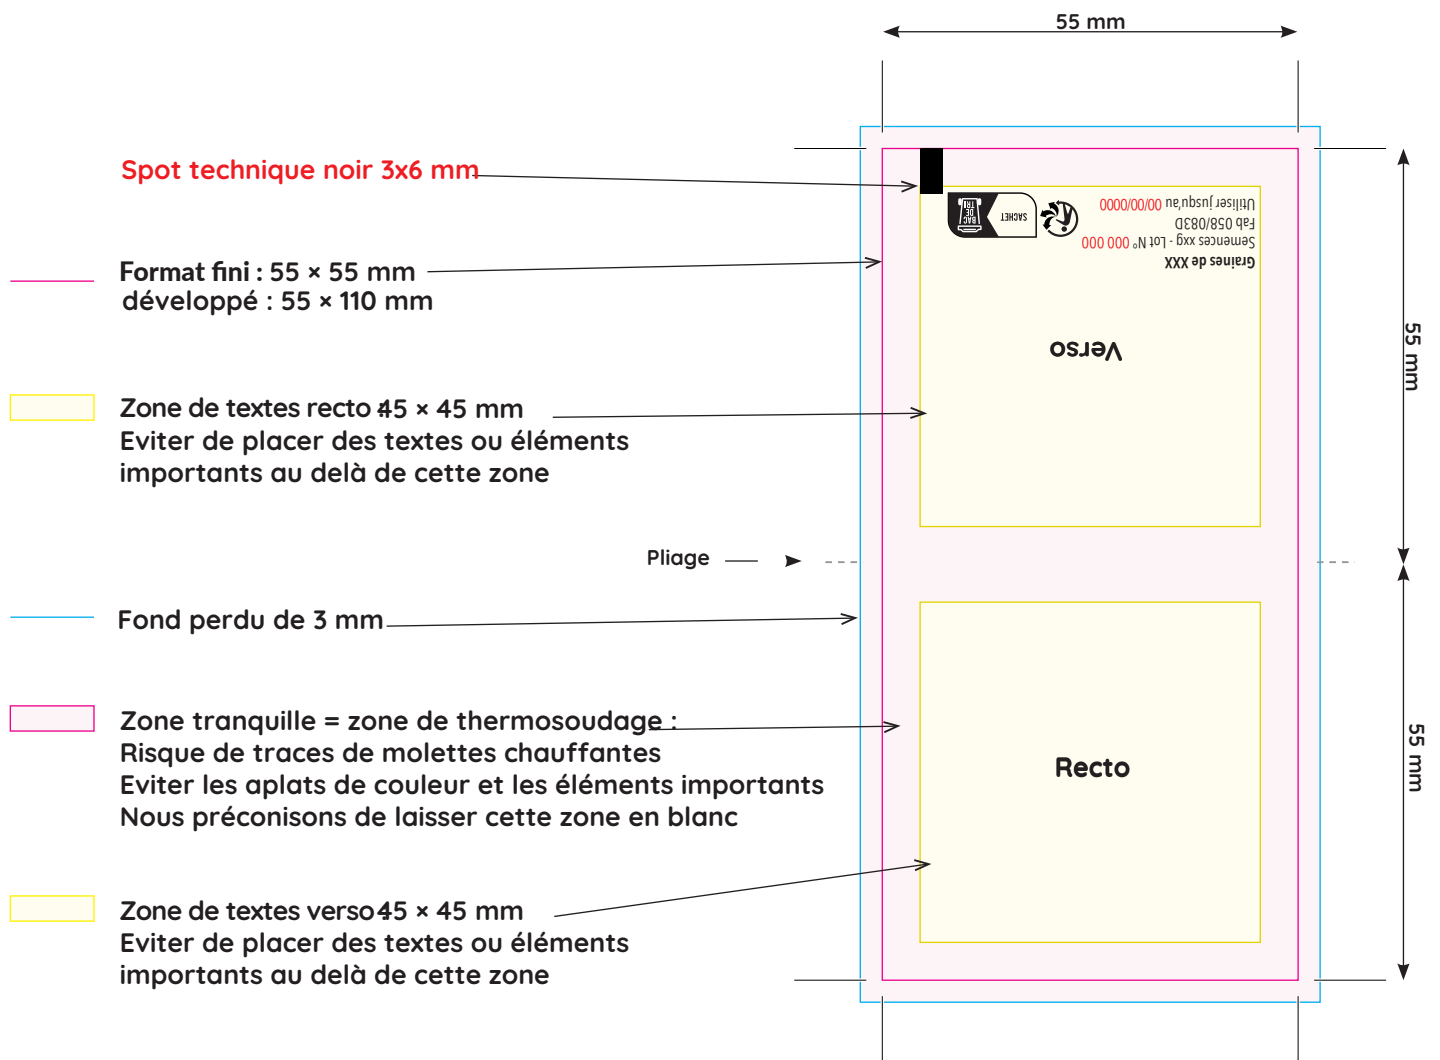 55 mm
Spot technique noir 3x6 mm
Format fini : 55 × 55 mm
développé : 55 × 110 mm
Zone de textes recto : 45 × 45 mm
Eviter de placer des textes ou éléments
importants au delà de cette zone
Pliage
Fond perdu de 3 mm
Zone tranquille = zone de thermosoudage :
Risque de traces de molettes chauffantes
Eviter les aplats de couleur et les éléments importants
Nous préconisons de laisser cette zone en blanc
Zone de textes verso : 45 × 45 mm
Eviter de placer des textes ou éléments
importants au delà de cette zone
Verso
Graines de XXX
Semences xxg - Lot N° 000 000
Fab 058/083D
Utiliser jusqu'au 00/00/0000
SACHET
BAC
DE
TRI
Recto
55 mm
55 mm